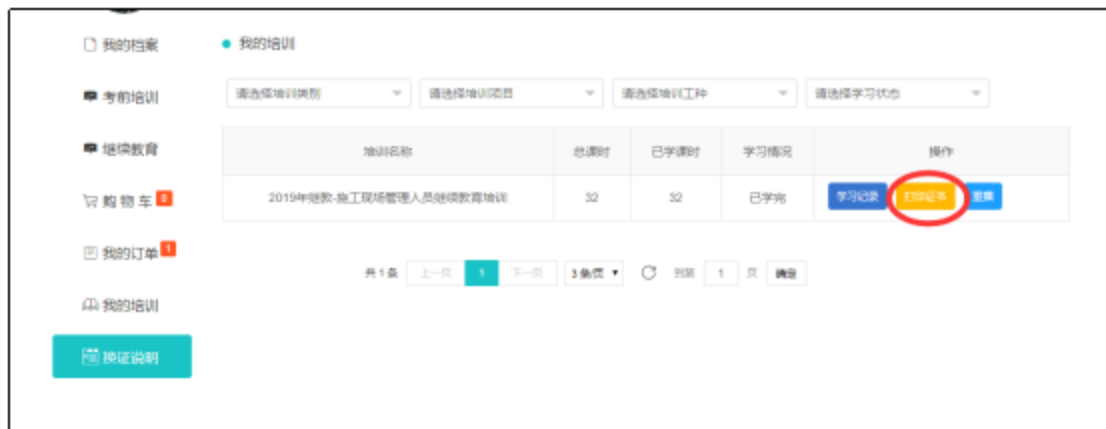 我的档案
我的培训
考前培训
请选择培训类别 请选择培训项目 请选择培训工种 请选择学习状态
继续教育
培训名称 总课时 已学课时 学习情况 操作
购物车 0
2019年继教-施工现场管理人员继续教育培训 32 32 已学完 学习记录 打印证书
我的订单 1
共1条 上一页 1 下一页 3条/页 到第 1 页 确定
我的培训
换证说明